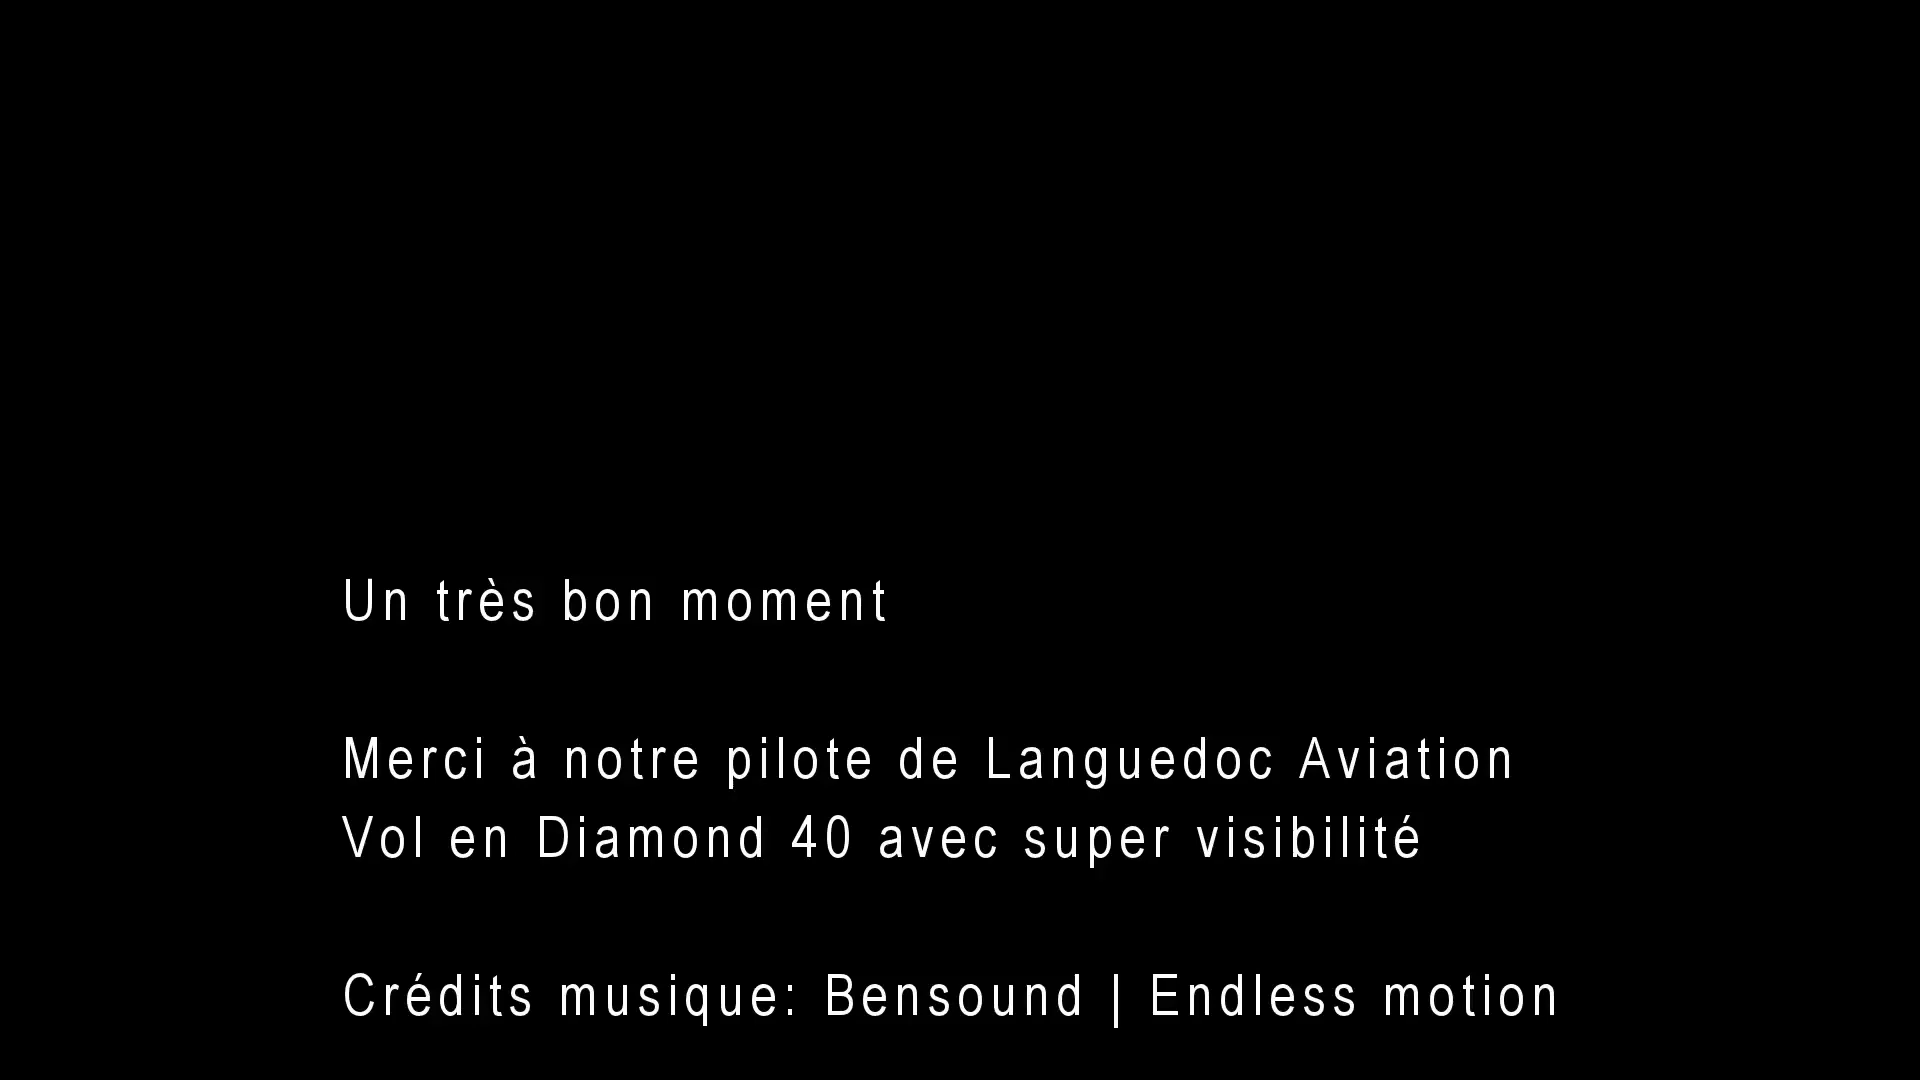 Un très bon moment
Merci à notre pilote de Languedoc Aviation
Vol en Diamond 40 avec super visibilité
Crédits musique: Bensound | Endless motion